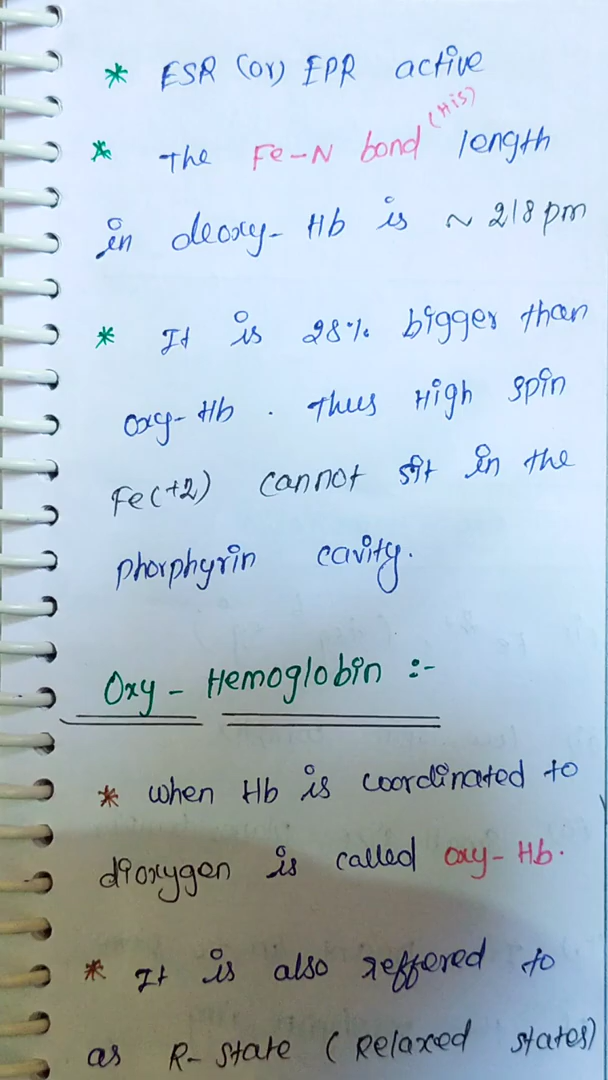 * ESR (or) EPR active
* The Fe-N bond (His) length
in deoxy- Hb is ~ 218 pm
* It is 28% bigger than
oxy-Hb . Thus High spin
Fe(+2) cannot sit in the
phorphyrin cavity.
Oxy - Hemoglobin :-
* when Hb is coordinated to
dioxygen is called oxy-Hb.
* It is also reffered to
as R-state (Relaxed states)